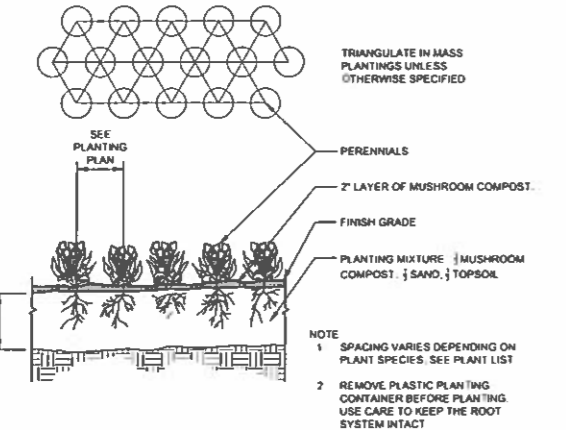 TRIANGULATE IN MASS
PLANTINGS UNLESS
OTHERWISE SPECIFIED
SEE
PLANTING
PLAN
PERENNIALS
2" LAYER OF MUSHROOM COMPOST.
FINISH GRADE
PLANTING MIXTURE MUSHROOM
COMPOST, SAND, TOPSOIL
NOTE
1 SPACING VARIES DEPENDING ON
PLANT SPECIES, SEE PLANT LIST
2 REMOVE PLASTIC PLANTING
CONTAINER BEFORE PLANTING.
USE CARE TO KEEP THE ROOT
SYSTEM INTACT